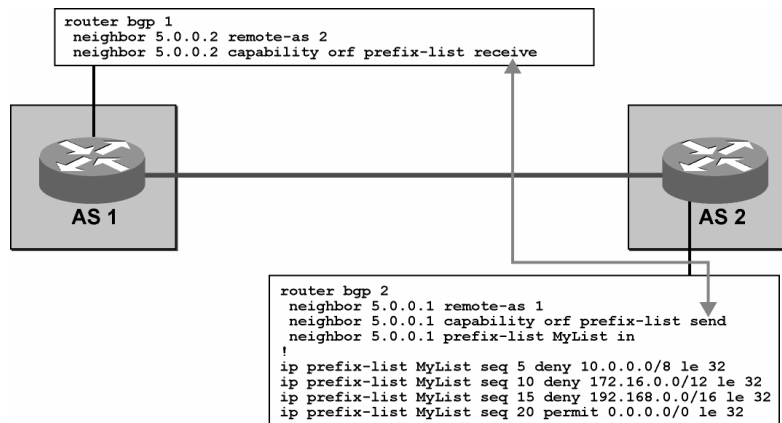 router bgp 1
neighbor 5.0.0.2 remote-as 2
neighbor 5.0.0.2 capability orf prefix-list receive
AS 1
AS 2
router bgp 2
neighbor 5.0.0.1 remote-as 1
neighbor 5.0.0.1 capability orf prefix-list send
neighbor 5.0.0.1 prefix-list MyList in
!
ip prefix-list MyList seq 5 deny 10.0.0.0/8 le 32
ip prefix-list MyList seq 10 deny 172.16.0.0/12 le 32
ip prefix-list MyList seq 15 deny 192.168.0.0/16 le 32
ip prefix-list MyList seq 20 permit 0.0.0.0/0 le 32